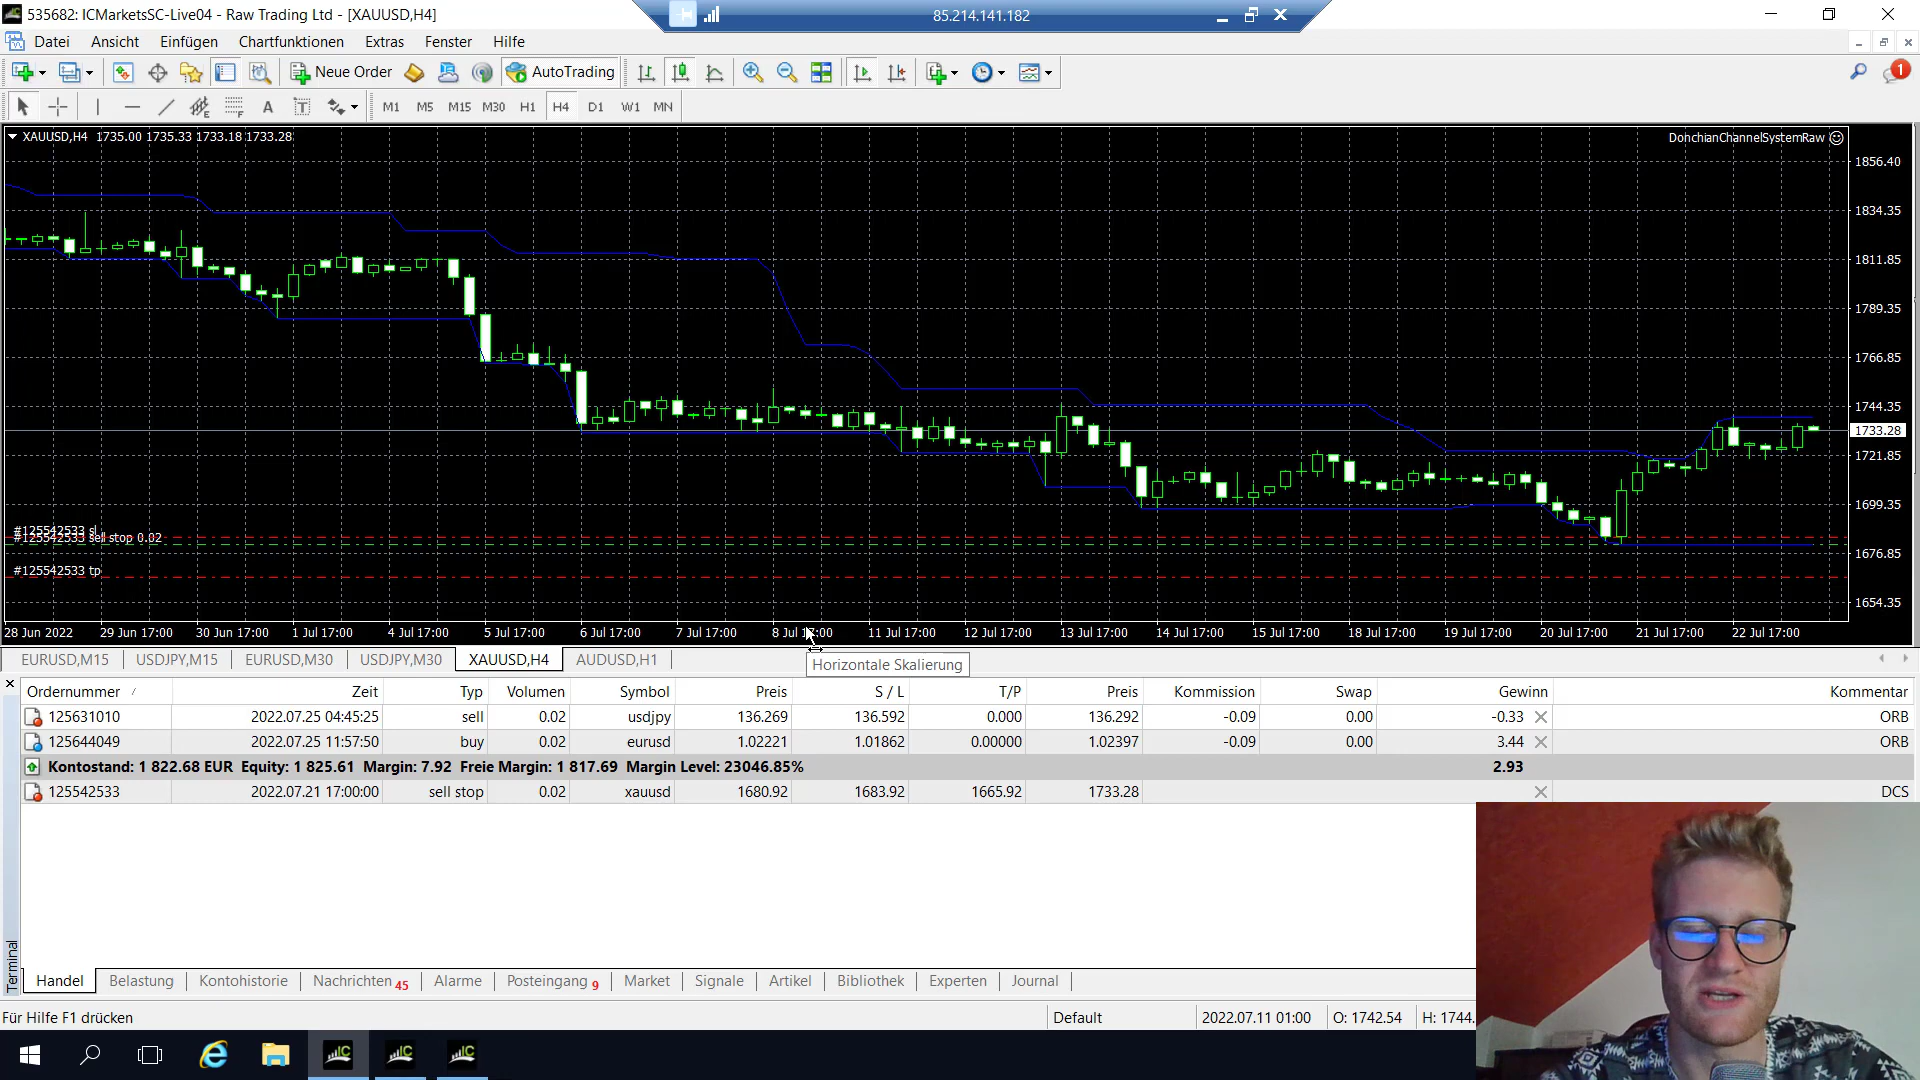 535682: ICMarketsSC-Live04 - Raw Trading Ltd - [XAUUSD,H4]
85.214.141.182
Datei Ansicht Einfügen Chartfunktionen Extras Fenster Hilfe
Neue Order AutoTrading 1
A T M1 M5 M15 M30 H1 H4 D1 W1 MN
XAUUSD,H4 1735.00 1735.33 1733.18 1733.28
DonchianChannelSystemRaw
1856.40
1834.35
1811.85
1789.35
1766.85
1744.35
1733.28
1721.85
1699.35
1676.85
1654.35
#125542533 sl
#125542533 sell stop 0.02
#125542533 tp
28 Jun 2022 29 Jun 17:00 30 Jun 17:00 1 Jul 17:00 4 Jul 17:00 5 Jul 17:00 6 Jul 17:00 7 Jul 17:00 8 Jul 17:00 11 Jul 17:00 12 Jul 17:00 13 Jul 17:00 14 Jul 17:00 15 Jul 17:00 18 Jul 17:00 19 Jul 17:00 20 Jul 17:00 21 Jul 17:00 22 Jul 17:00
EURUSD,M15 USDJPY,M15 EURUSD,M30 USDJPY,M30 XAUUSD,H4 AUDUSD,H1
Horizontale Skalierung
Ordernummer Zeit Typ Volumen Symbol Preis S / L T/P Preis Kommission Swap Gewinn Kommentar
125631010 2022.07.25 04:45:25 sell 0.02 usdjpy 136.269 136.592 0.000 136.292 -0.09 0.00 -0.33 ORB
125644049 2022.07.25 11:57:50 buy 0.02 eurusd 1.02221 1.01862 0.00000 1.02397 -0.09 0.00 3.44 ORB
Kontostand: 1 822.68 EUR Equity: 1 825.61 Margin: 7.92 Freie Margin: 1 817.69 Margin Level: 23046.85% 2.93
125542533 2022.07.21 17:00:00 sell stop 0.02 xauusd 1680.92 1683.92 1665.92 1733.28 DCS
Terminal
Handel Belastung Kontohistorie Nachrichten 45 Alarme Posteingang 9 Market Signale Artikel Bibliothek Experten Journal
Für Hilfe F1 drücken Default 2022.07.11 01:00 O: 1742.54 H: 1744.